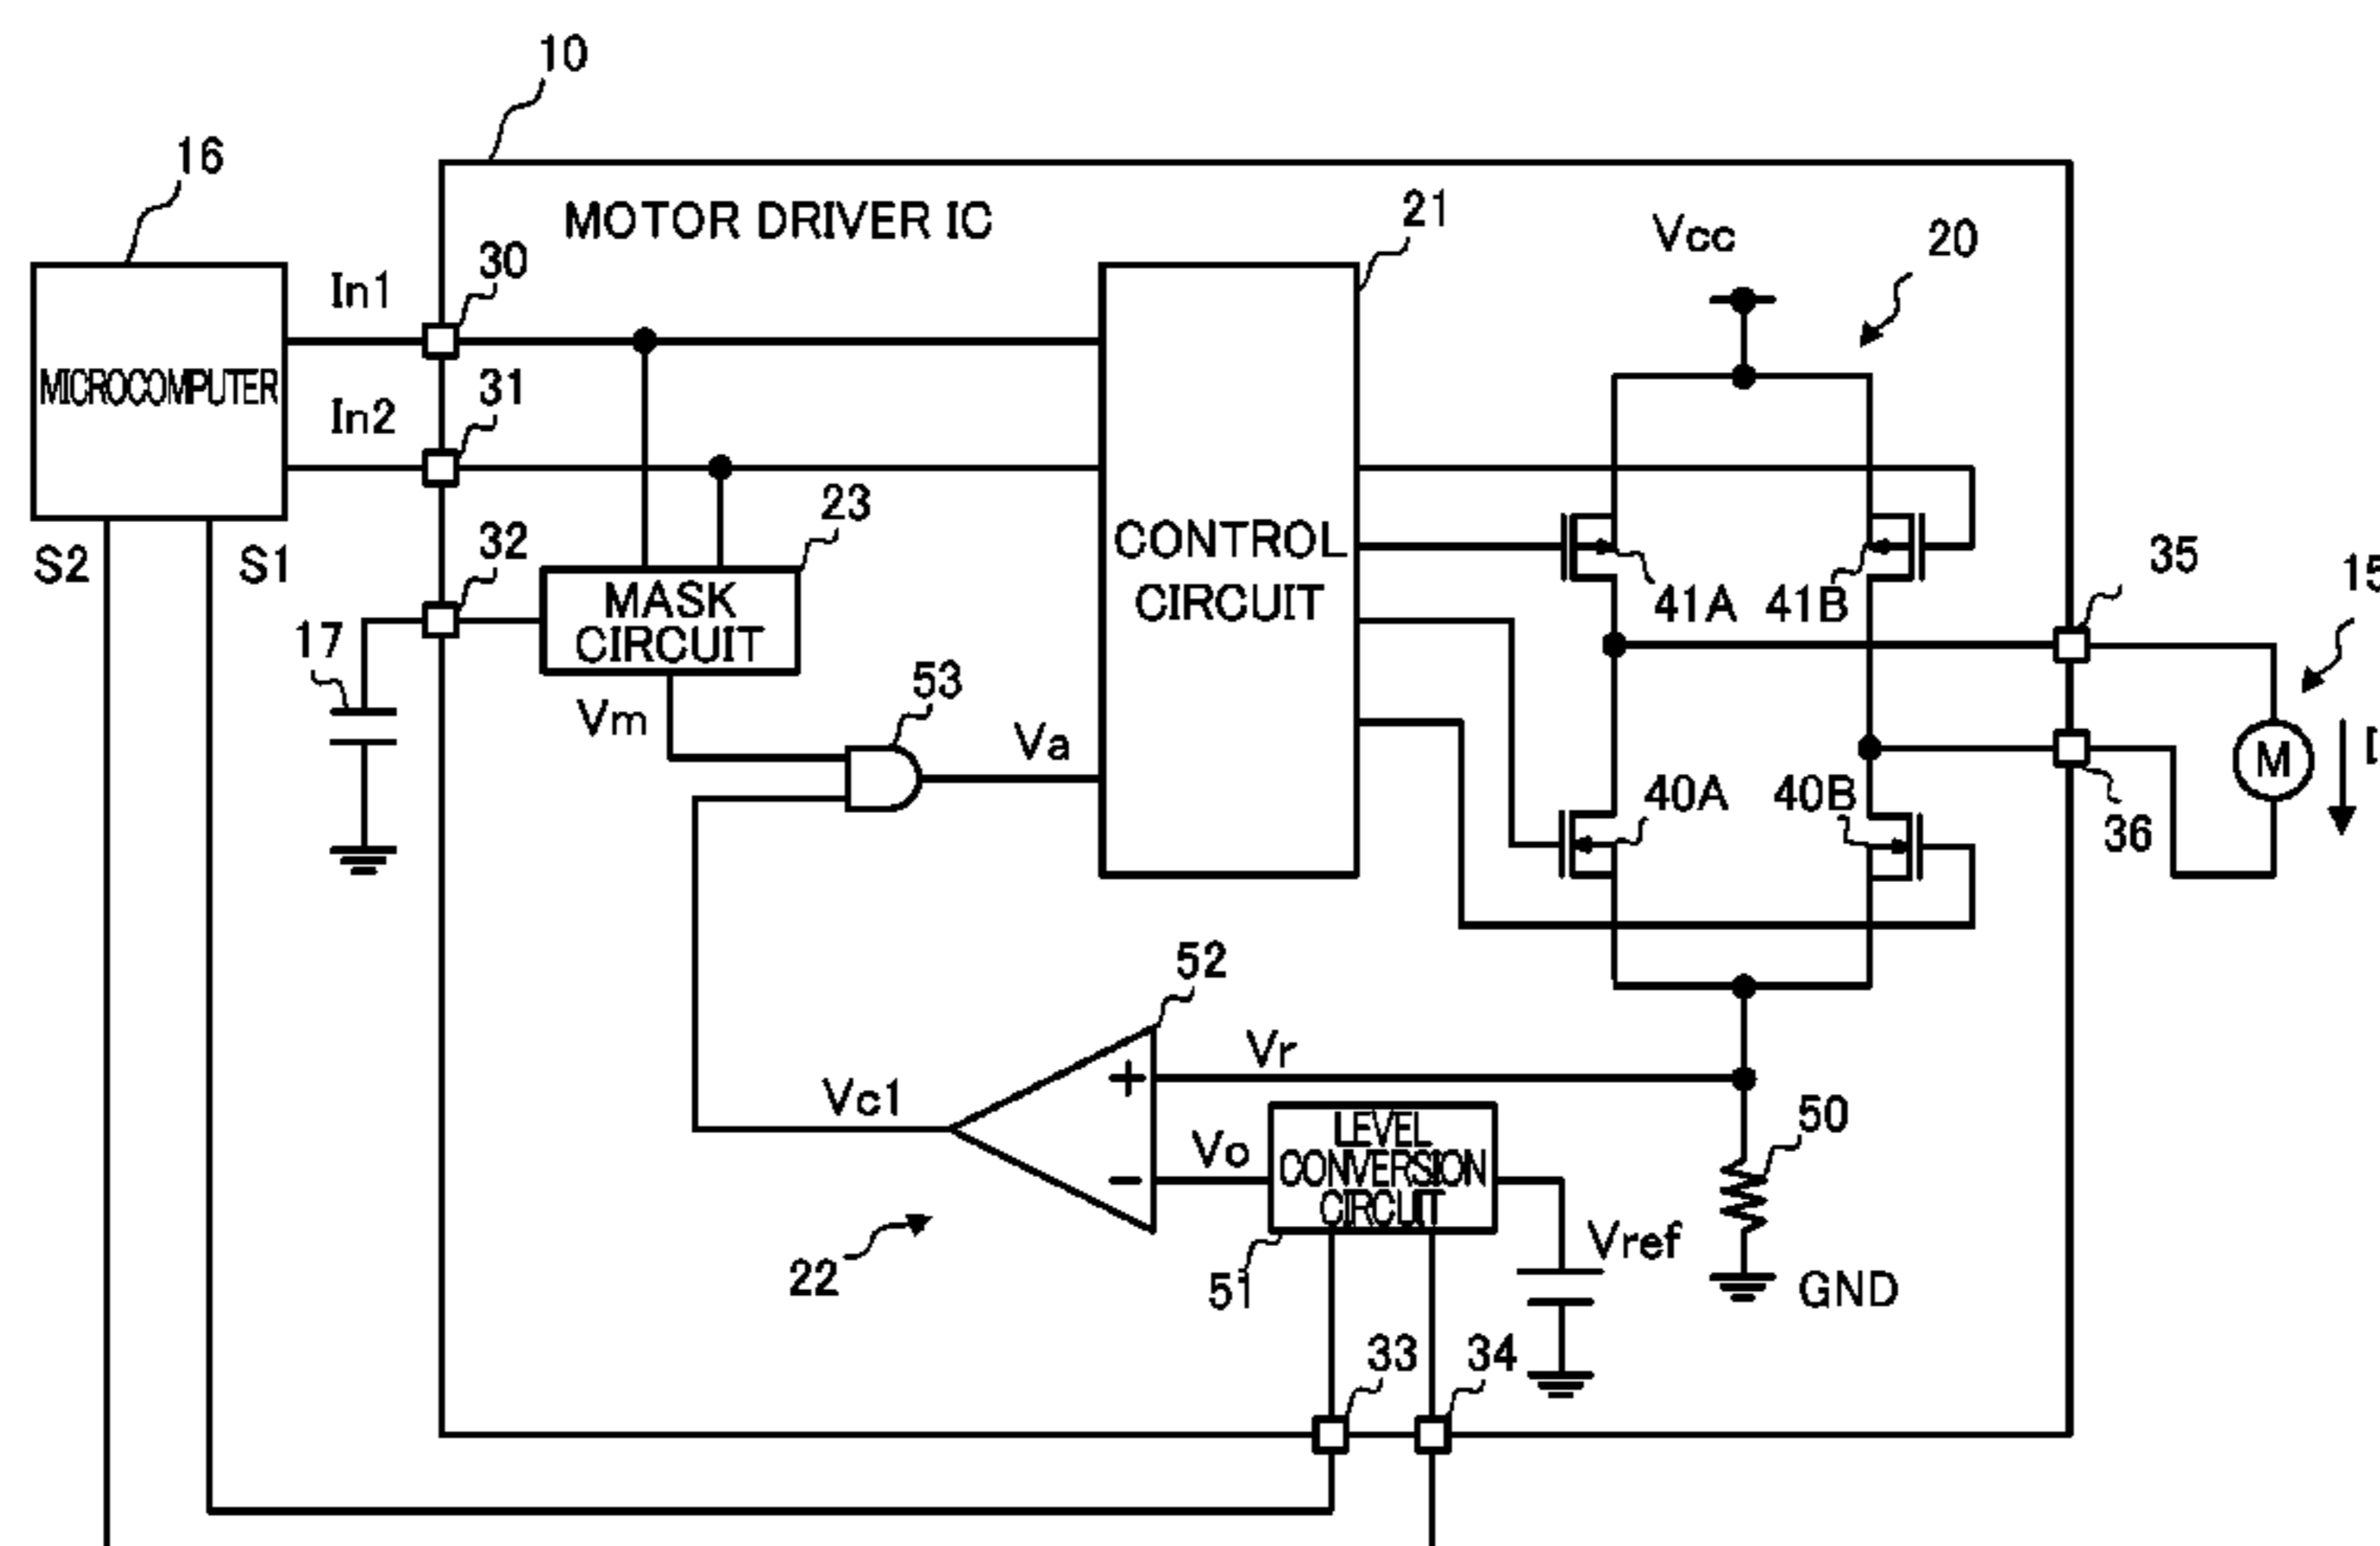 10
16
MOTOR DRIVER IC
21
Vcc
20
30
In1
MICROCOMPUTER
31
In2
23
S2
S1
32
MASK
CIRCUIT
CONTROL
CIRCUIT
41A
41B
35
15
17
Vm
53
Va
40A
40B
M
36
52
Vr
Vc1
50
LEVEL
CONVERSION
CIRCUIT
Vo
22
51
Vref
GND
33
34